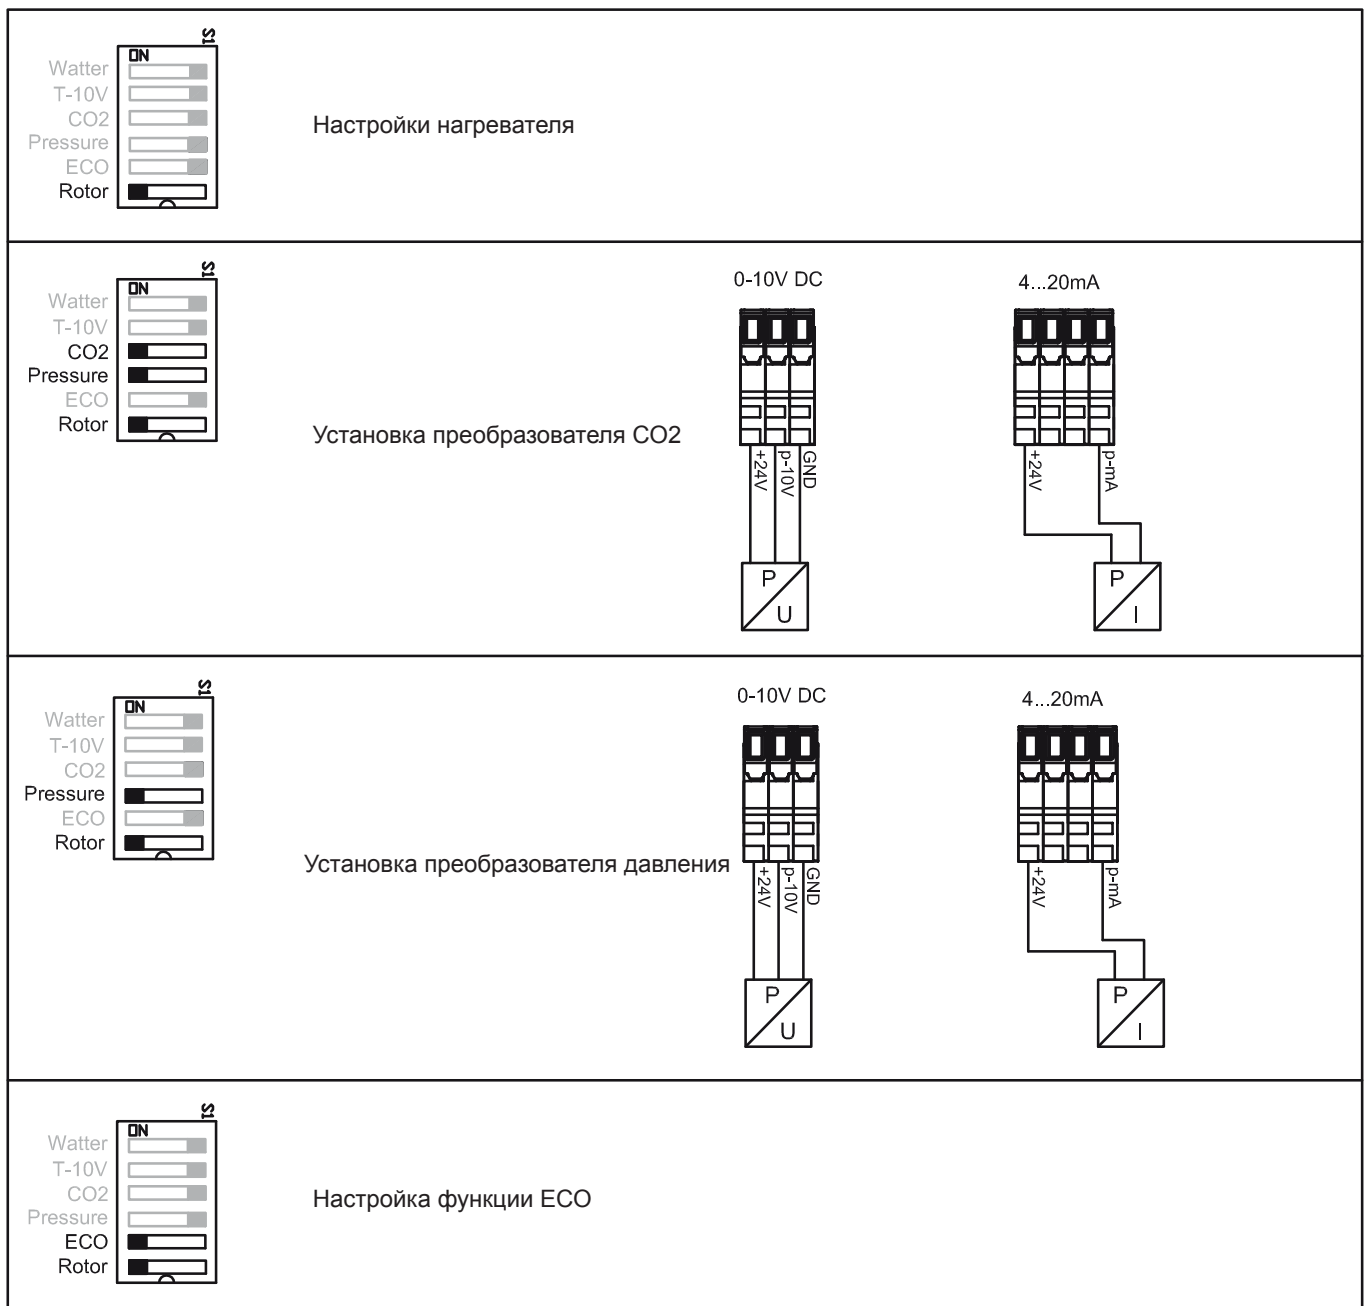 S1
ON
Watter
T-10V
CO2
Pressure
ECO
Rotor
Настройки нагревателя
S1
ON
Watter
T-10V
CO2
Pressure
ECO
Rotor
Установка преобразователя CO2
0-10V DC
+24V
p-10V
GND
P
U
4...20mA
+24V
p-mA
P
I
S1
ON
Watter
T-10V
CO2
Pressure
ECO
Rotor
Установка преобразователя давления
0-10V DC
+24V
p-10V
GND
P
U
4...20mA
+24V
p-mA
P
I
S1
ON
Watter
T-10V
CO2
Pressure
ECO
Rotor
Настройка функции ECO